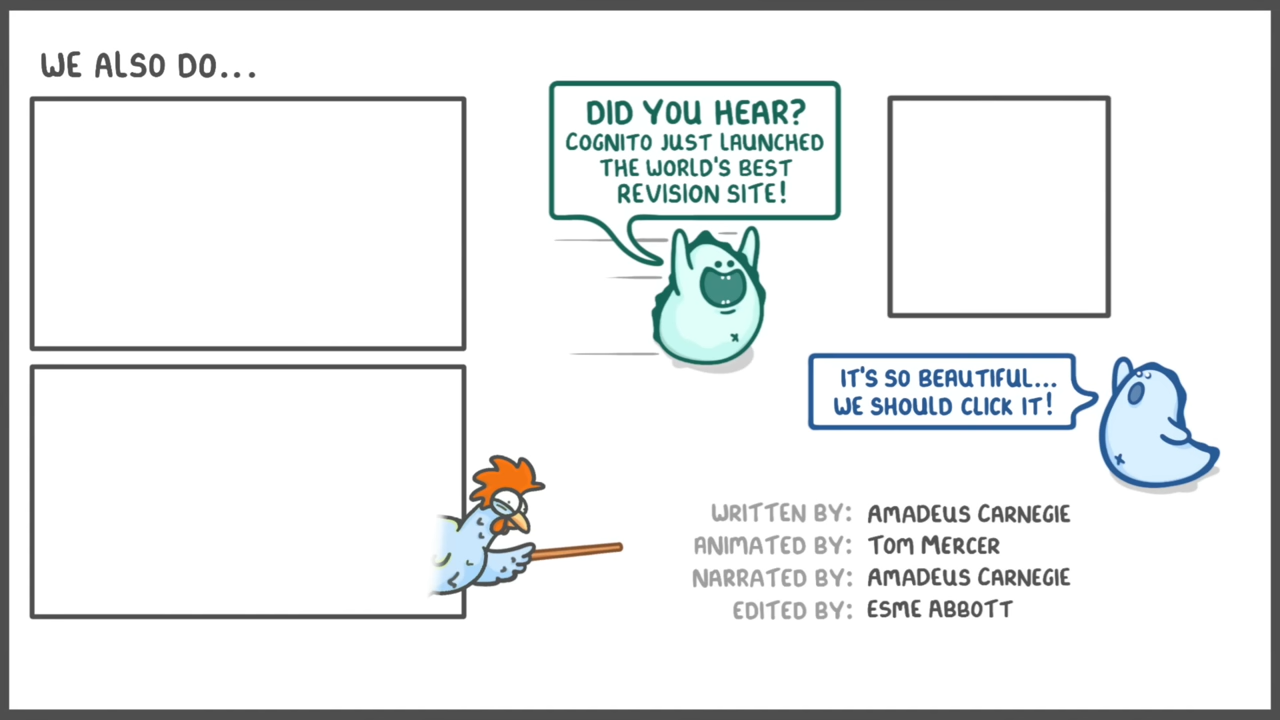 WE ALSO DO...
DID YOU HEAR?
COGNITO JUST LAUNCHED
THE WORLD'S BEST
REVISION SITE!
IT'S SO BEAUTIFUL...
WE SHOULD CLICK IT!
WRITTEN BY: AMADEUS CARNEGIE
ANIMATED BY: TOM MERCER
NARRATED BY: AMADEUS CARNEGIE
EDITED BY: ESME ABBOTT